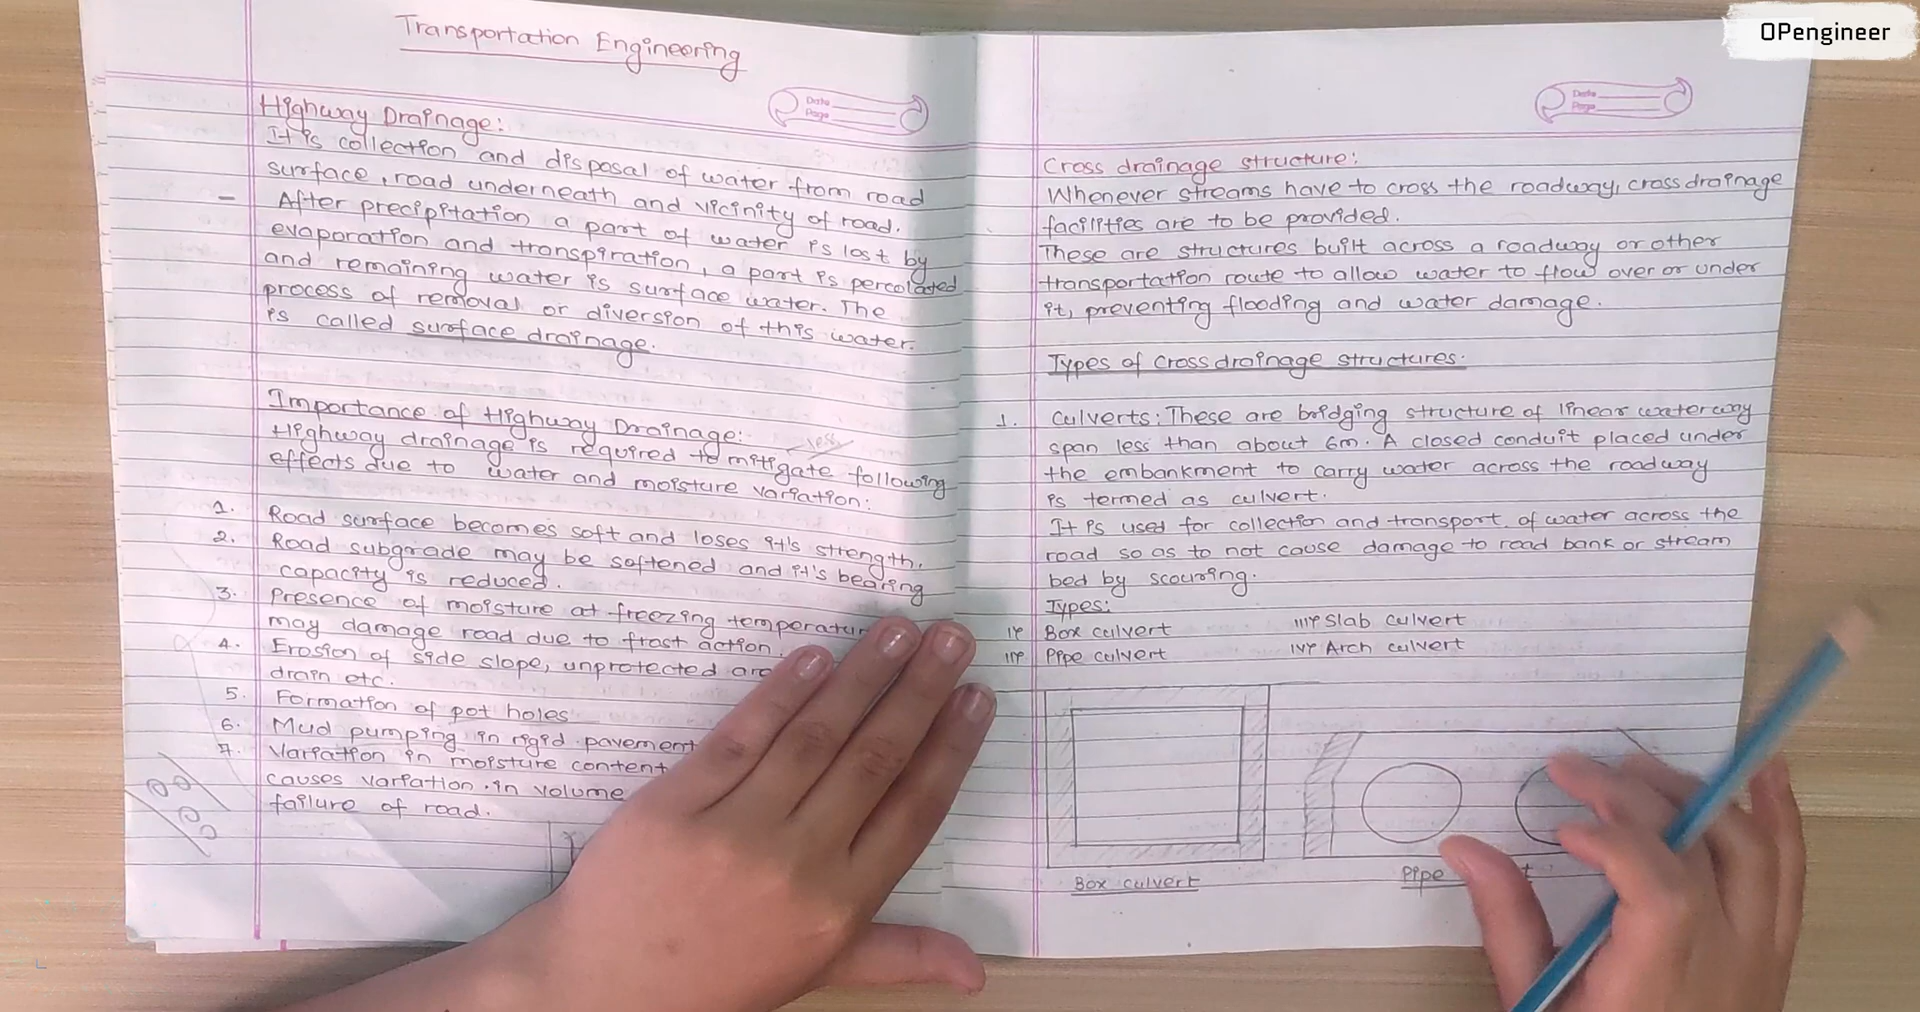 OPengineer
Transportation Engineering
Date
Page
Highway Drainage:
It is collection and disposal of water from road
surface, road underneath and vicinity of road.
- After precipitation a part of water is lost by
evaporation and transpiration, a part is percolated
and remaining water is surface water. The
process of removal or diversion of this water.
is called surface drainage.
Importance of Highway Drainage:
less
Highway drainage is required to mitigate following
effects due to water and moisture variation:
1. Road surface becomes soft and loses it's strength.
2. Road subgrade may be softened and it's bearing
capacity is reduced.
3. Presence of moisture at freezing
may damage road due to frost action.
4. Erosion of side slope, unprotected
drain etc.
5. Formation of pot holes
6. Mud pumping in rigid pavement
7. Variation in moisture content
causes variation in volume
failure of road.
Date
Page
Cross drainage structure:
Whenever streams have to cross the roadway, cross drainage
facilities are to be provided.
These are structures built across a roadway or other
transportation route to allow water to flow over or under
it, preventing flooding and water damage.
Types of cross drainage structures.
1. Culverts: These are bridging structure of linear waterway
span less than about 6m. A closed conduit placed under
the embankment to carry water across the roadway
is termed as culvert.
It is used for collection and transport of water across the
road so as to not cause damage to road bank or stream
bed by scouring.
Types:
i) Box culvert iii) Slab culvert
ii) Pipe culvert iv) Arch culvert
Box culvert
Pipe